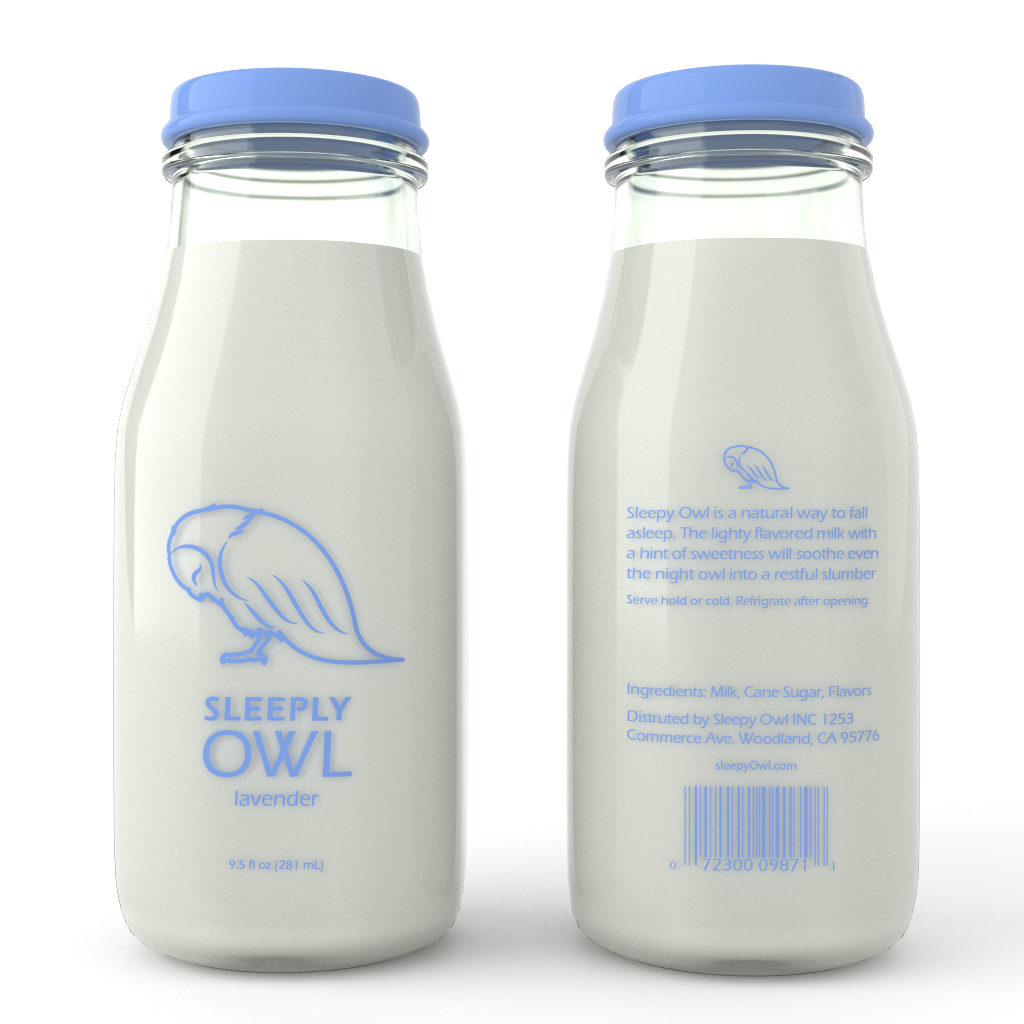 SLEEPLY
OWL
lavender
9.5 fl oz (281 mL)
Sleepy Owl is a natural way to fall
asleep. The lighty flavored milk with
a hint of sweetness will soothe even
the night owl into a restful slumber
Serve hold or cold. Refrigrate after opening.
Ingredients: Milk, Cane Sugar, Flavors
Distruted by Sleepy Owl INC 1253
Commerce Ave. Woodland, CA 95776
sleepyOwl.com
0 72300 09871 1